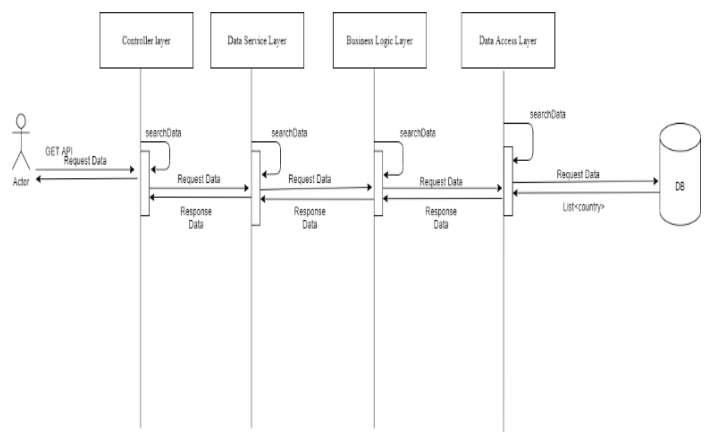 Controller layer
Data Service Layer
Business Logic Layer
Data Access Layer
searchData
searchData
searchData
searchData
GET API
Request Data
Actor
Request Data
Request Data
Request Data
Request Data
DB
Response
Data
Response
Data
Response
Data
List<country>